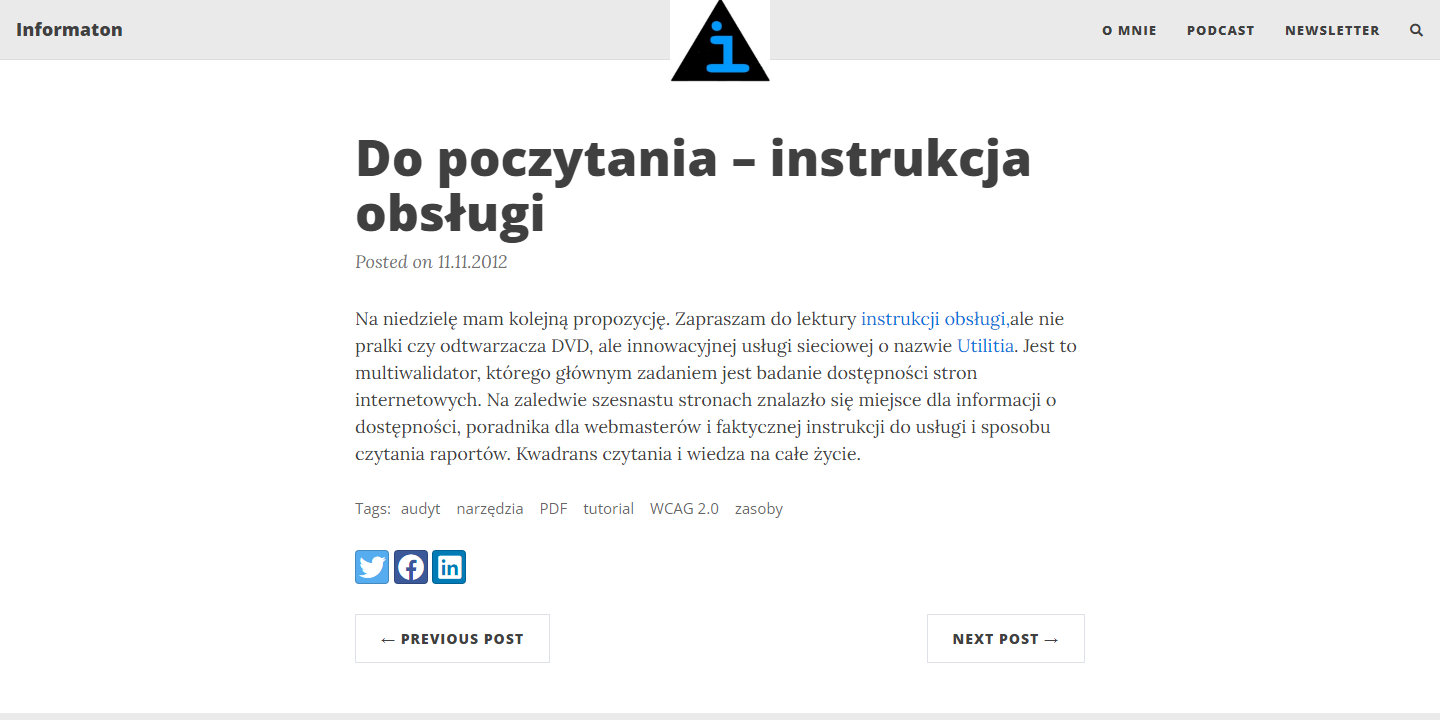 Informaton
i
O MNIE
PODCAST
NEWSLETTER
Do poczytania – instrukcja
obsługi
Posted on 11.11.2012
Na niedzielę mam kolejną propozycję. Zapraszam do lektury instrukcji obsługi,ale nie
pralki czy odtwarzacza DVD, ale innowacyjnej usługi sieciowej o nazwie Utilitia. Jest to
multiwalidator, którego głównym zadaniem jest badanie dostępności stron
internetowych. Na zaledwie szesnastu stronach znalazło się miejsce dla informacji o
dostępności, poradnika dla webmasterów i faktycznej instrukcji do usługi i sposobu
czytania raportów. Kwadrans czytania i wiedza na całe życie.
Tags: audyt narzędzia PDF tutorial WCAG 2.0 zasoby
← PREVIOUS POST
NEXT POST →